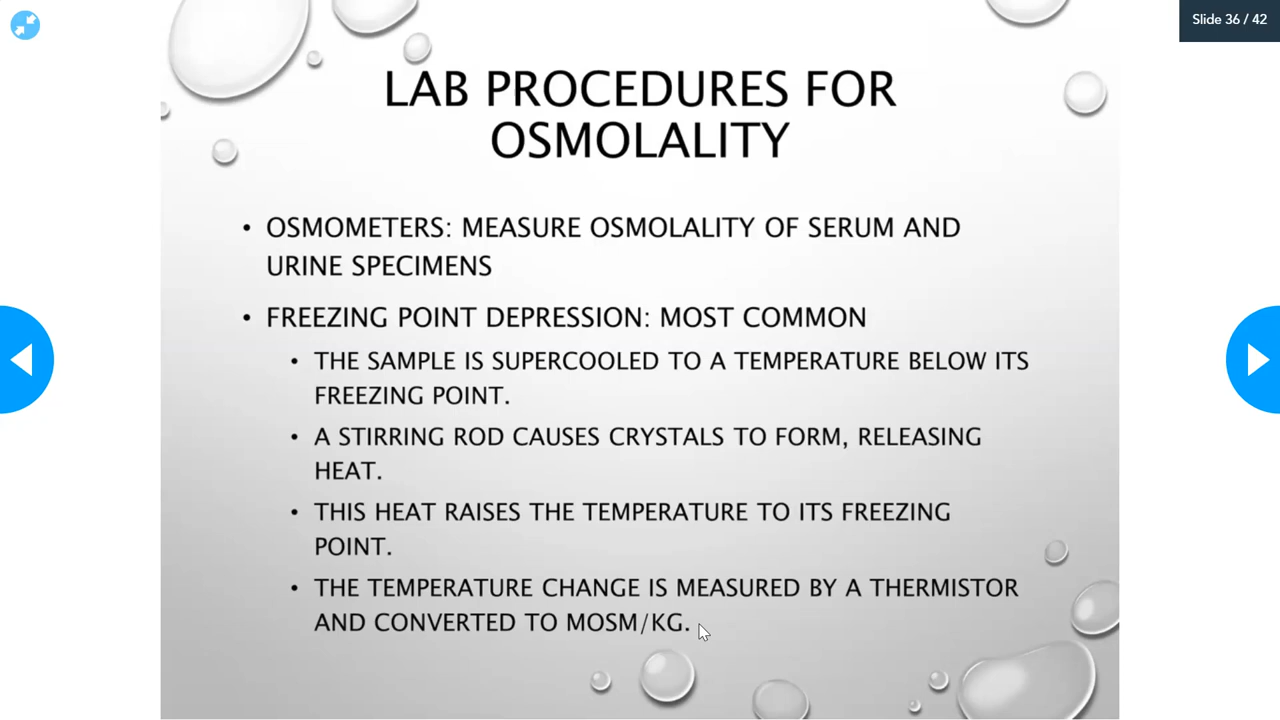 Slide 36 / 42
LAB PROCEDURES FOR
OSMOLALITY
• OSMOMETERS: MEASURE OSMOLALITY OF SERUM AND
URINE SPECIMENS
• FREEZING POINT DEPRESSION: MOST COMMON
• THE SAMPLE IS SUPERCOOLED TO A TEMPERATURE BELOW ITS
FREEZING POINT.
• A STIRRING ROD CAUSES CRYSTALS TO FORM, RELEASING
HEAT.
• THIS HEAT RAISES THE TEMPERATURE TO ITS FREEZING
POINT.
• THE TEMPERATURE CHANGE IS MEASURED BY A THERMISTOR
AND CONVERTED TO MOSM/KG.